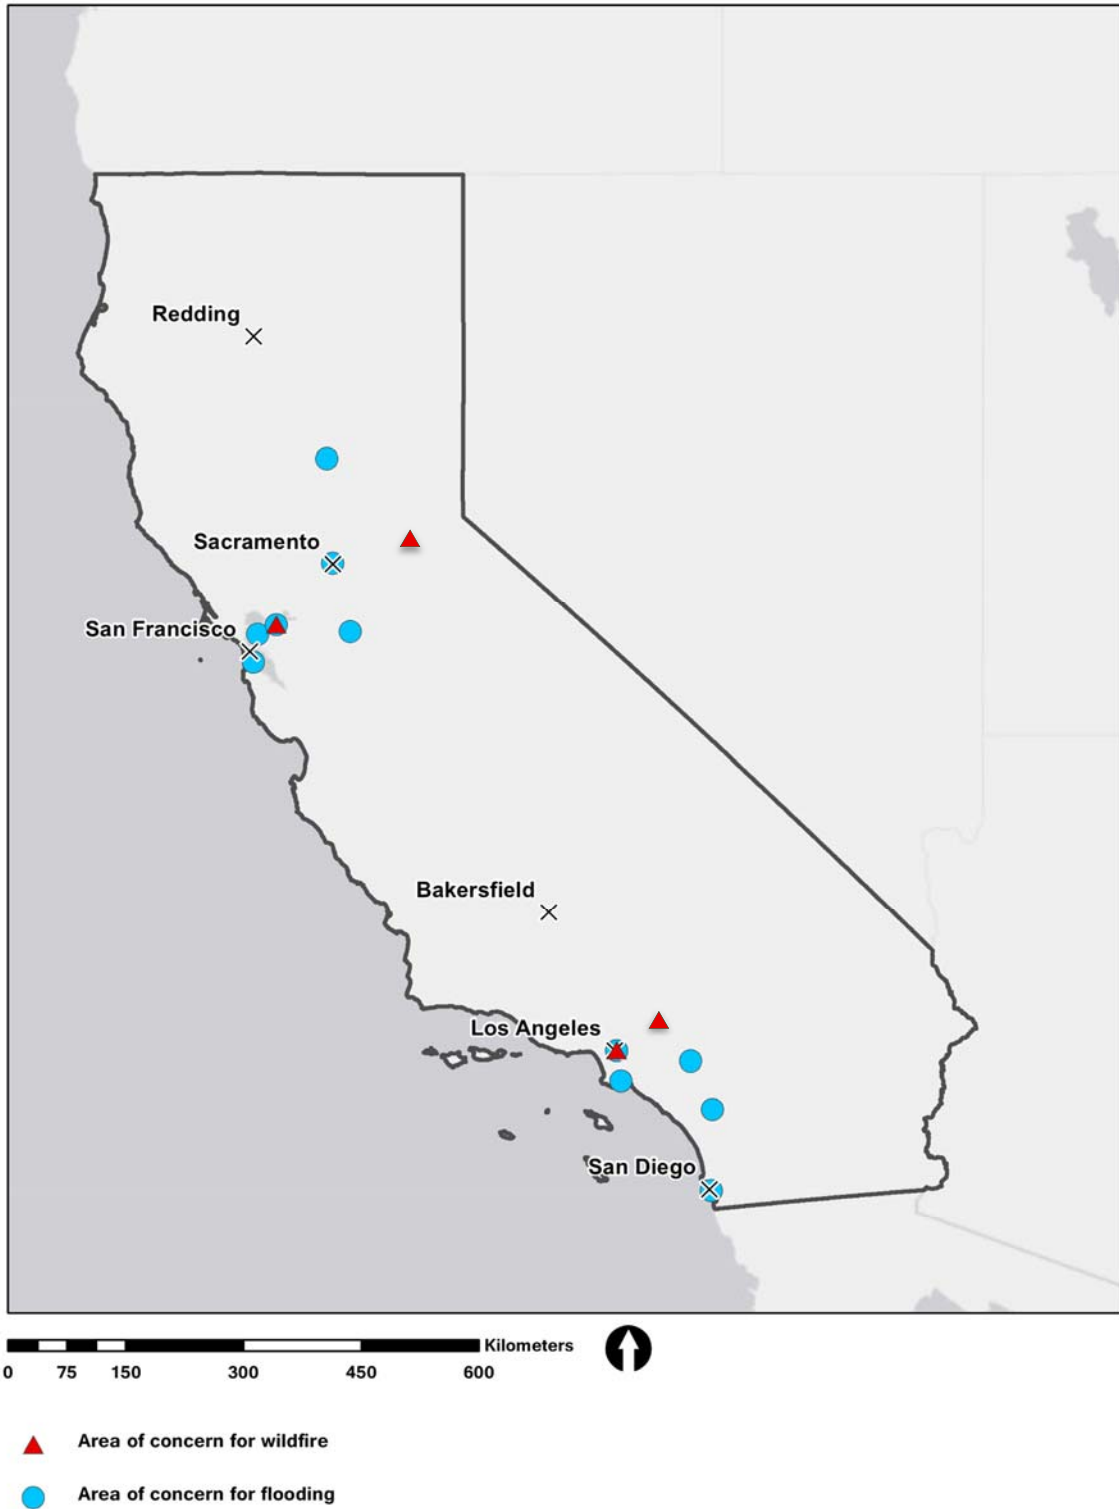 Redding
Sacramento
San Francisco
Bakersfield
Los Angeles
San Diego
Kilometers
0 75 150 300 450 600
Area of concern for wildfire
Area of concern for flooding